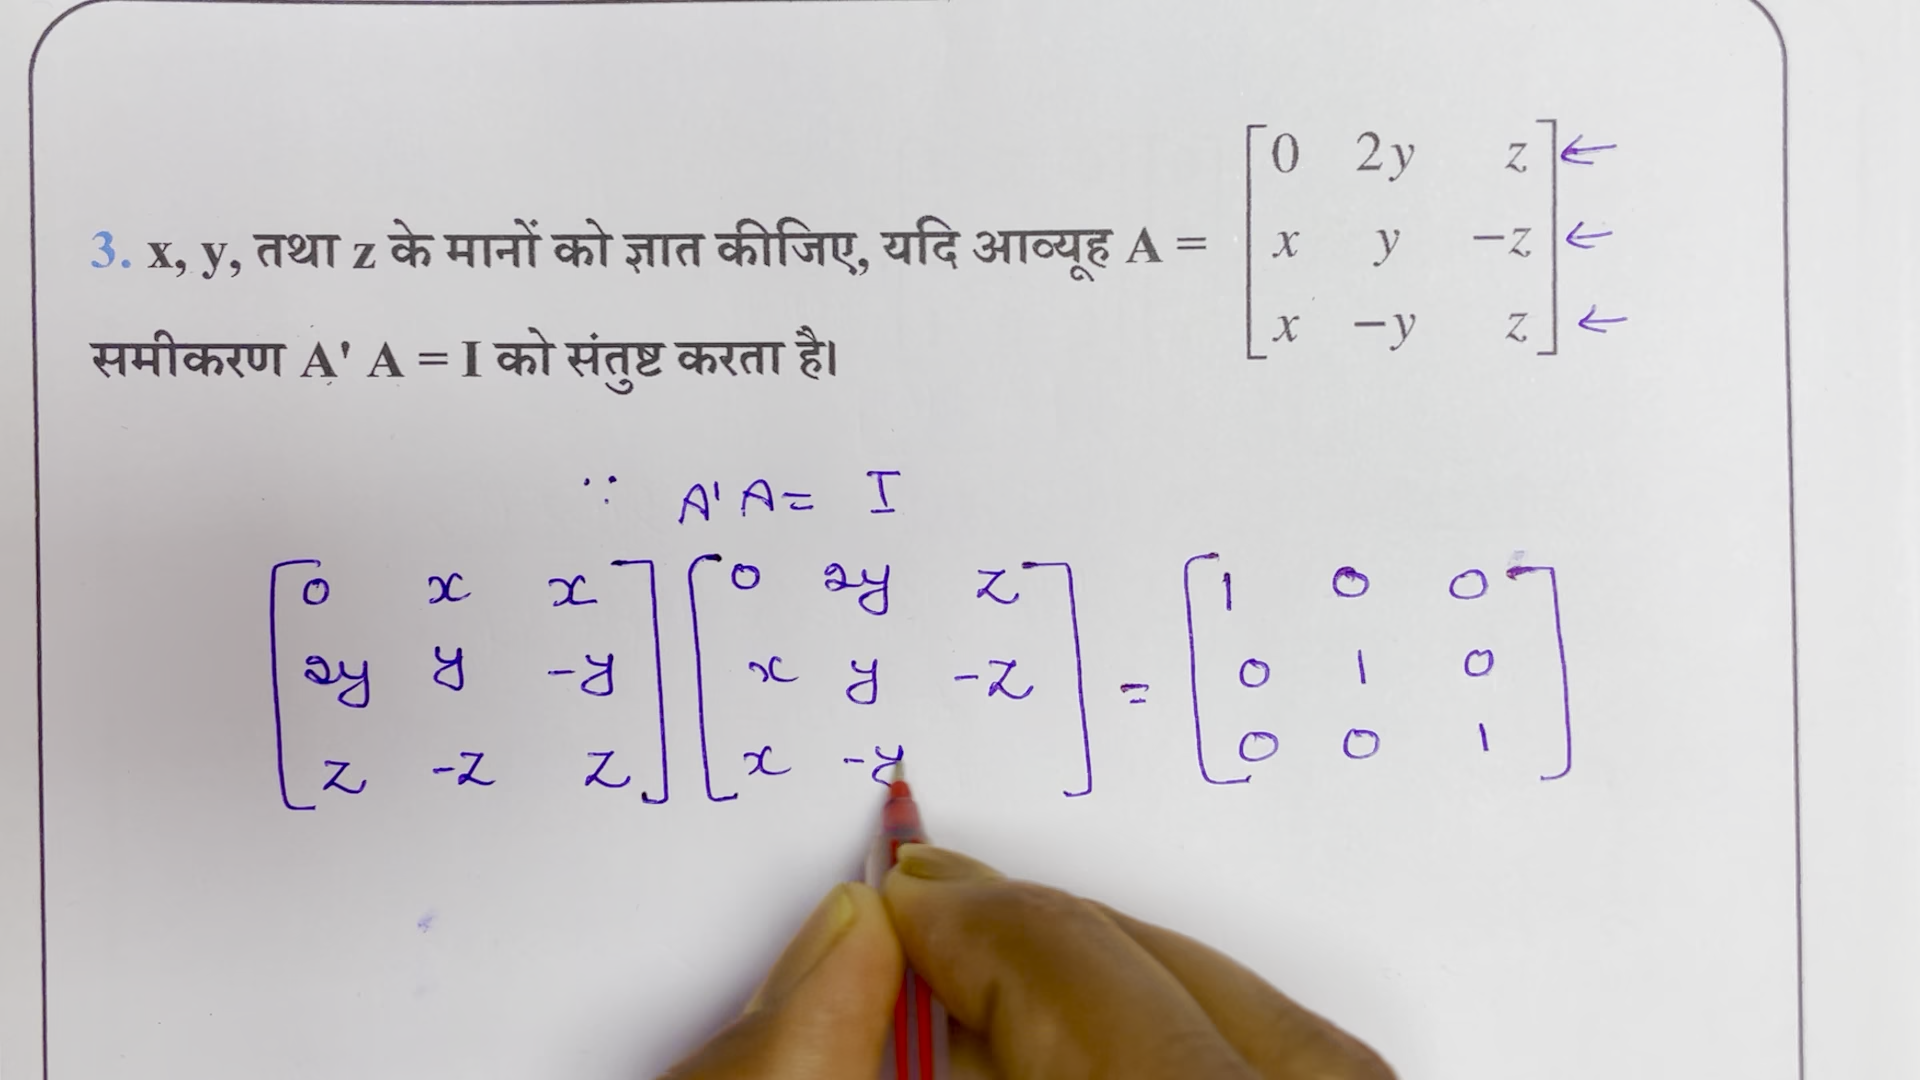 3. x, y, तथा z के मानों को ज्ञात कीजिए, यदि आव्यूह A = [0 2y z] ←
[x y −z] ←
[x −y z] ←
समीकरण A' A = I को संतुष्ट करता है।
∵ A'A = I
[0 x x] [0 2y z] [1 0 0]
[2y y -y] [x y -z] = [0 1 0]
[z -z z] [x -y ] [0 0 1]